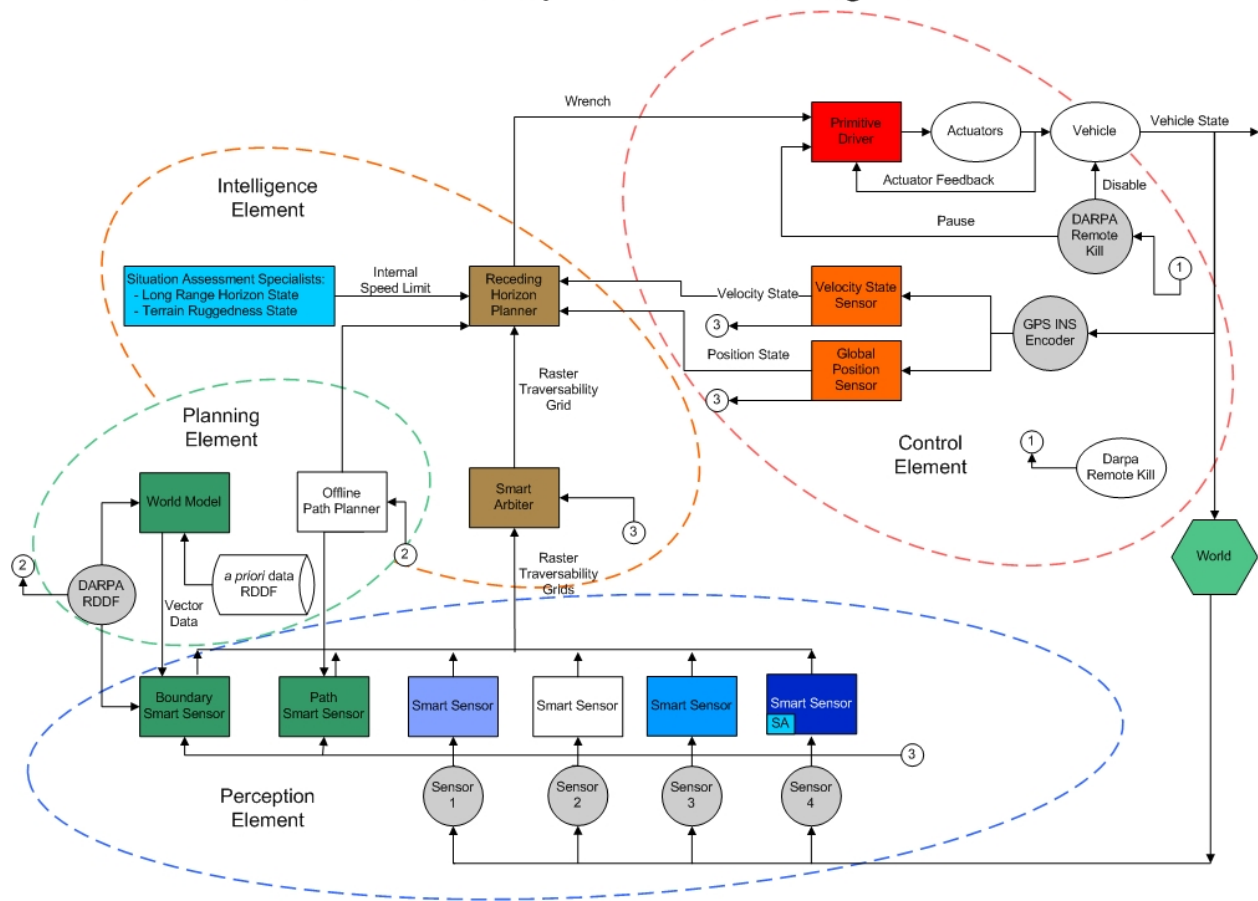 Wrench
Primitive
Driver
Actuators
Vehicle
Vehicle State
Actuator Feedback
Disable
Pause
DARPA
Remote
Kill
1
Intelligence
Element
Situation Assessment Specialists:
- Long Range Horizon State
- Terrain Ruggedness State
Internal
Speed Limit
Receding
Horizon
Planner
Velocity State
Velocity State
Sensor
3
GPS INS
Encoder
Position State
Global
Position
Sensor
3
Raster
Traversability
Grid
Planning
Element
Control
Element
1
Darpa
Remote Kill
World Model
Offline
Path Planner
Smart
Arbiter
3
2
2
DARPA
RDDF
a priori data
RDDF
Vector
Data
Raster
Traversability
Grids
World
Boundary
Smart Sensor
Path
Smart Sensor
Smart Sensor
Smart Sensor
Smart Sensor
Smart Sensor
SA
3
Perception
Element
Sensor
1
Sensor
2
Sensor
3
Sensor
4